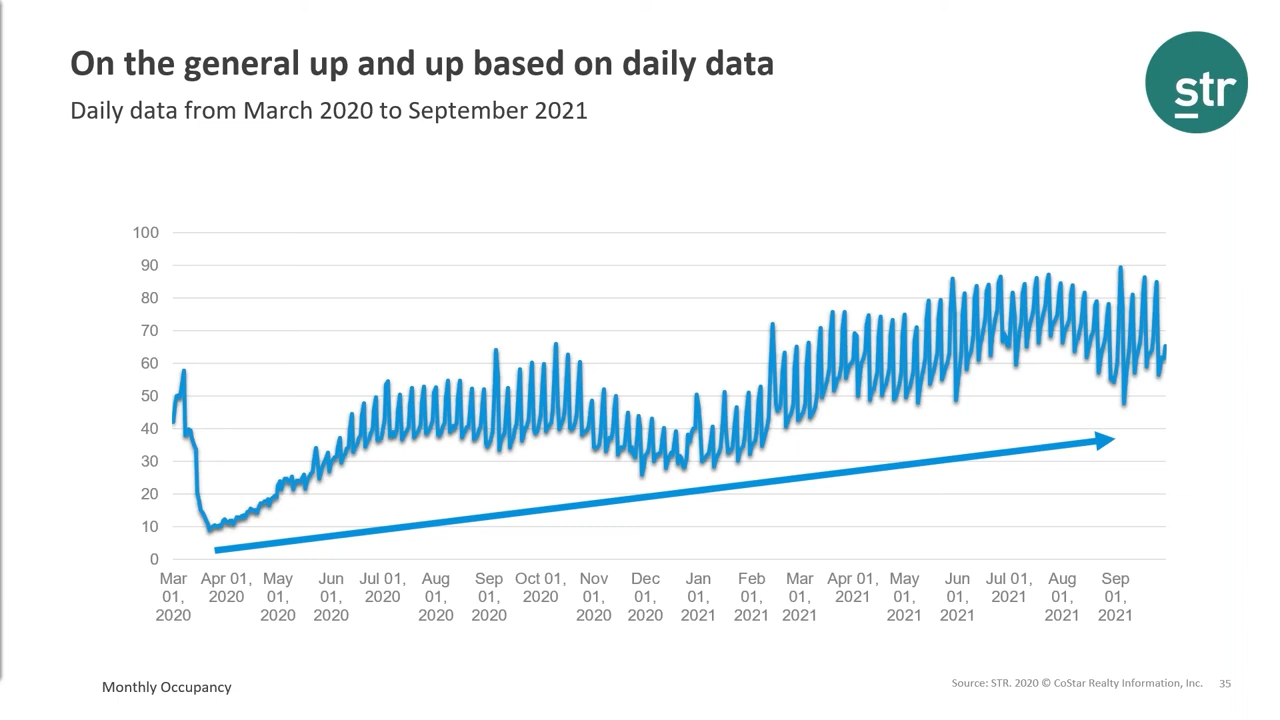 On the general up and up based on daily data
Daily data from March 2020 to September 2021
str
100
90
80
70
60
50
40
30
20
10
0
Mar 01, 2020
Apr 01, 2020
May 01, 2020
Jun 01, 2020
Jul 01, 2020
Aug 01, 2020
Sep 01, 2020
Oct 01, 2020
Nov 01, 2020
Dec 01, 2020
Jan 01, 2021
Feb 01, 2021
Mar 01, 2021
Apr 01, 2021
May 01, 2021
Jun 01, 2021
Jul 01, 2021
Aug 01, 2021
Sep 01, 2021
Monthly Occupancy
Source: STR. 2020 © CoStar Realty Information, Inc.
35